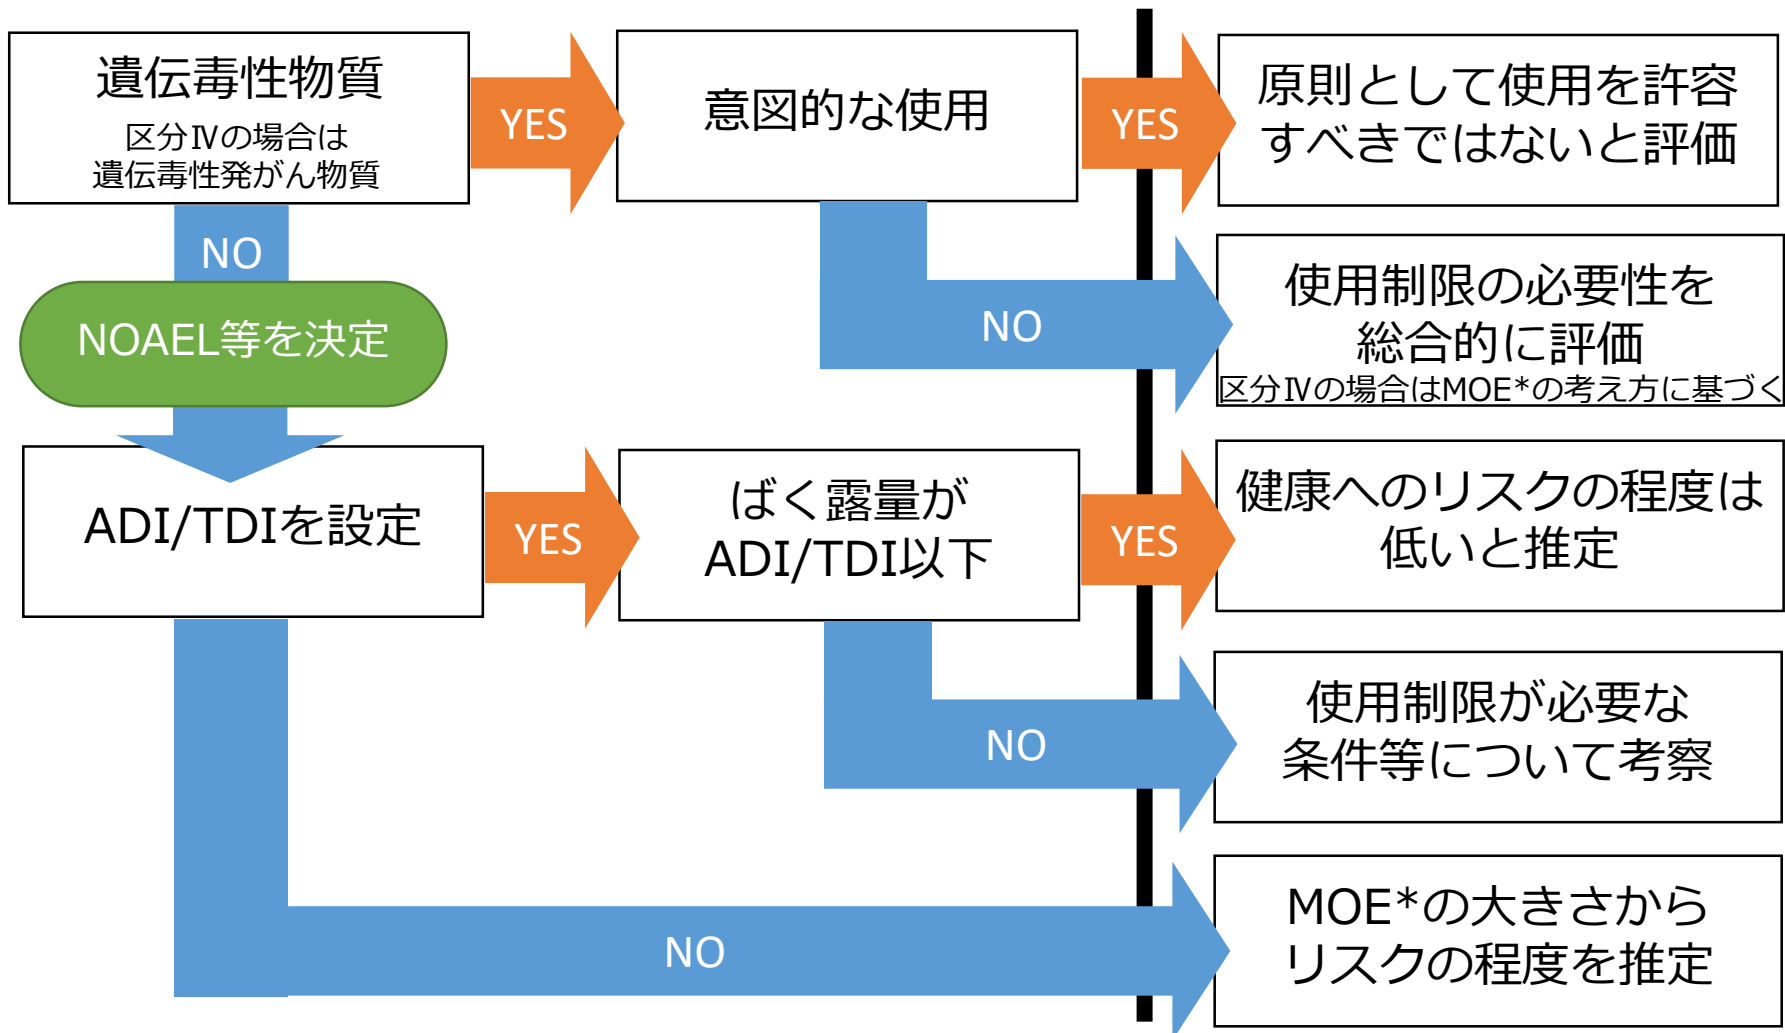 遺伝毒性物質
区分Ⅳの場合は
遺伝毒性発がん物質
YES
意図的な使用
YES
原則として使用を許容
すべきではないと評価
NO
NO
使用制限の必要性を
総合的に評価
区分Ⅳの場合はMOE*の考え方に基づく
NOAEL等を決定
ADI/TDIを設定
YES
ばく露量が
ADI/TDI以下
YES
健康へのリスクの程度は
低いと推定
NO
使用制限が必要な
条件等について考察
NO
MOE*の大きさから
リスクの程度を推定